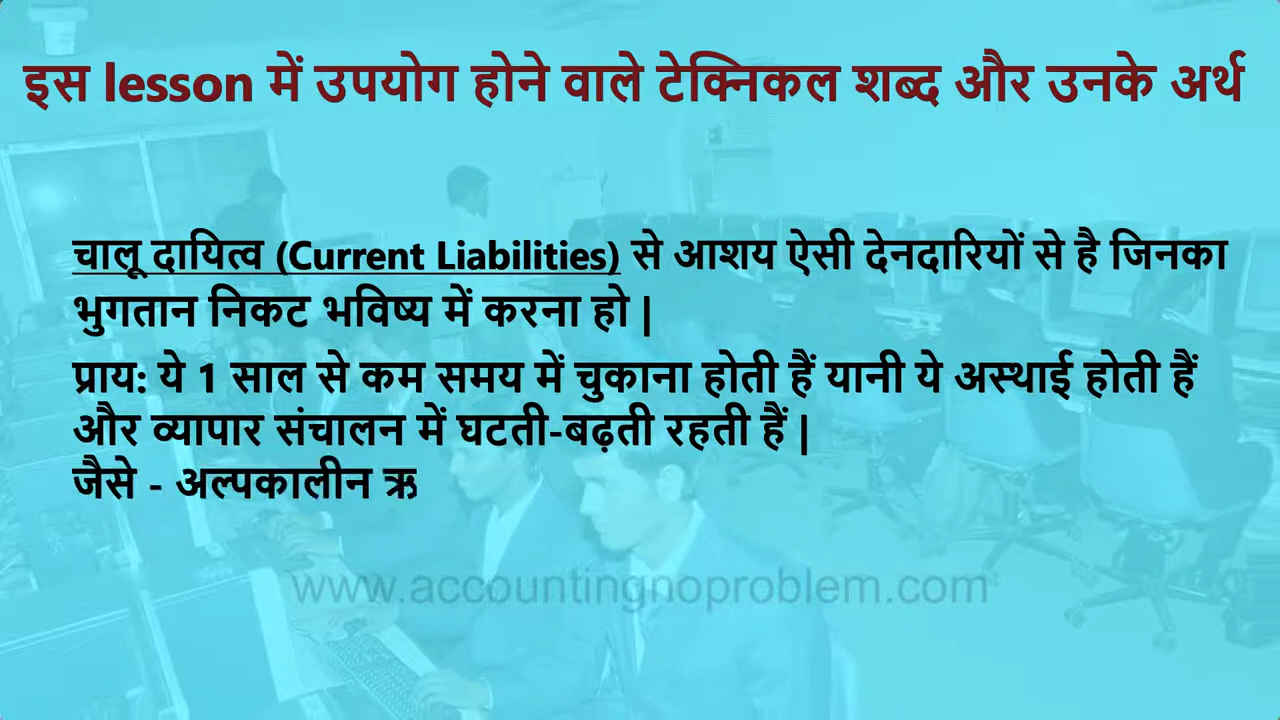 इस lesson में उपयोग होने वाले टेक्निकल शब्द और उनके अर्थ
चालू दायित्व (Current Liabilities) से आशय ऐसी देनदारियों से है जिनका
भुगतान निकट भविष्य में करना हो |
प्राय: ये 1 साल से कम समय में चुकाना होती हैं यानी ये अस्थाई होती हैं
और व्यापार संचालन में घटती-बढ़ती रहती हैं |
जैसे - अल्पकालीन ऋ
www.accountingnoproblem.com